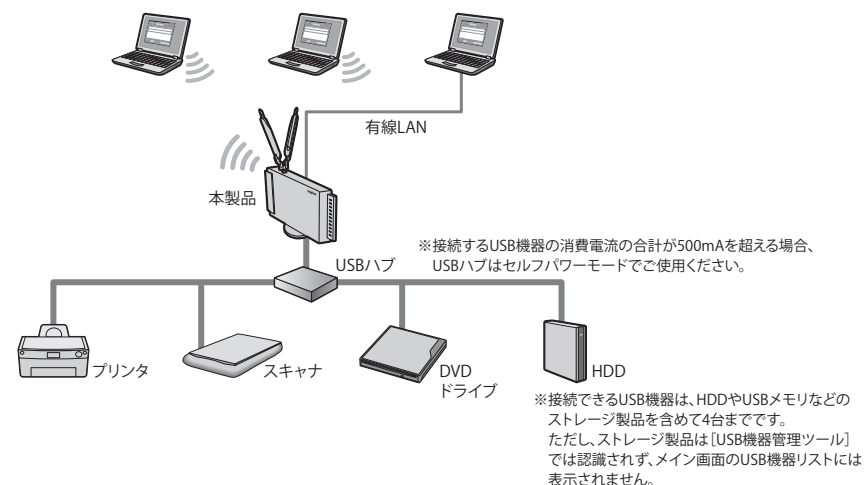 有線LAN
本製品
※接続するUSB機器の消費電流の合計が500mAを超える場合、
USBハブはセルフパワーモードでご使用ください。
USBハブ
プリンタ
スキャナ
DVD
ドライブ
HDD
※接続できるUSB機器は、HDDやUSBメモリなどの
ストレージ製品を含めて4台までです。
ただし、ストレージ製品は［USB機器管理ツール］
では認識されず、メイン画面のUSB機器リストには
表示されません。